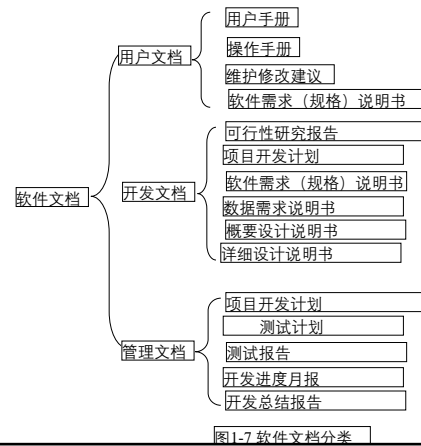 软件文档
用户文档
用户手册
操作手册
维护修改建议
软件需求（规格）说明书
开发文档
可行性研究报告
项目开发计划
软件需求（规格）说明书
数据需求说明书
概要设计说明书
详细设计说明书
管理文档
项目开发计划
测试计划
测试报告
开发进度月报
开发总结报告
图1-7 软件文档分类